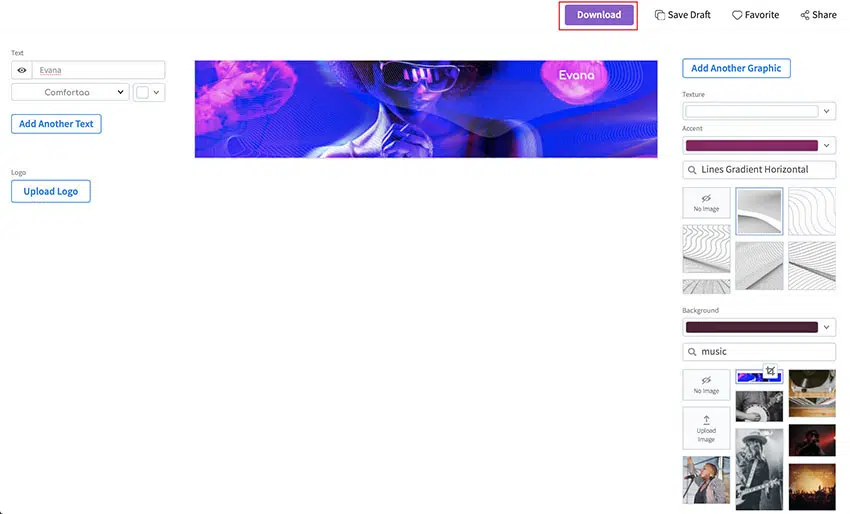 Download
Save Draft
Favorite
Share
Text
Evana
Comfortaa
Add Another Text
Logo
Upload Logo
Evana
Add Another Graphic
Texture
Accent
Lines Gradient Horizontal
No Image
Background
music
No Image
Upload
Image